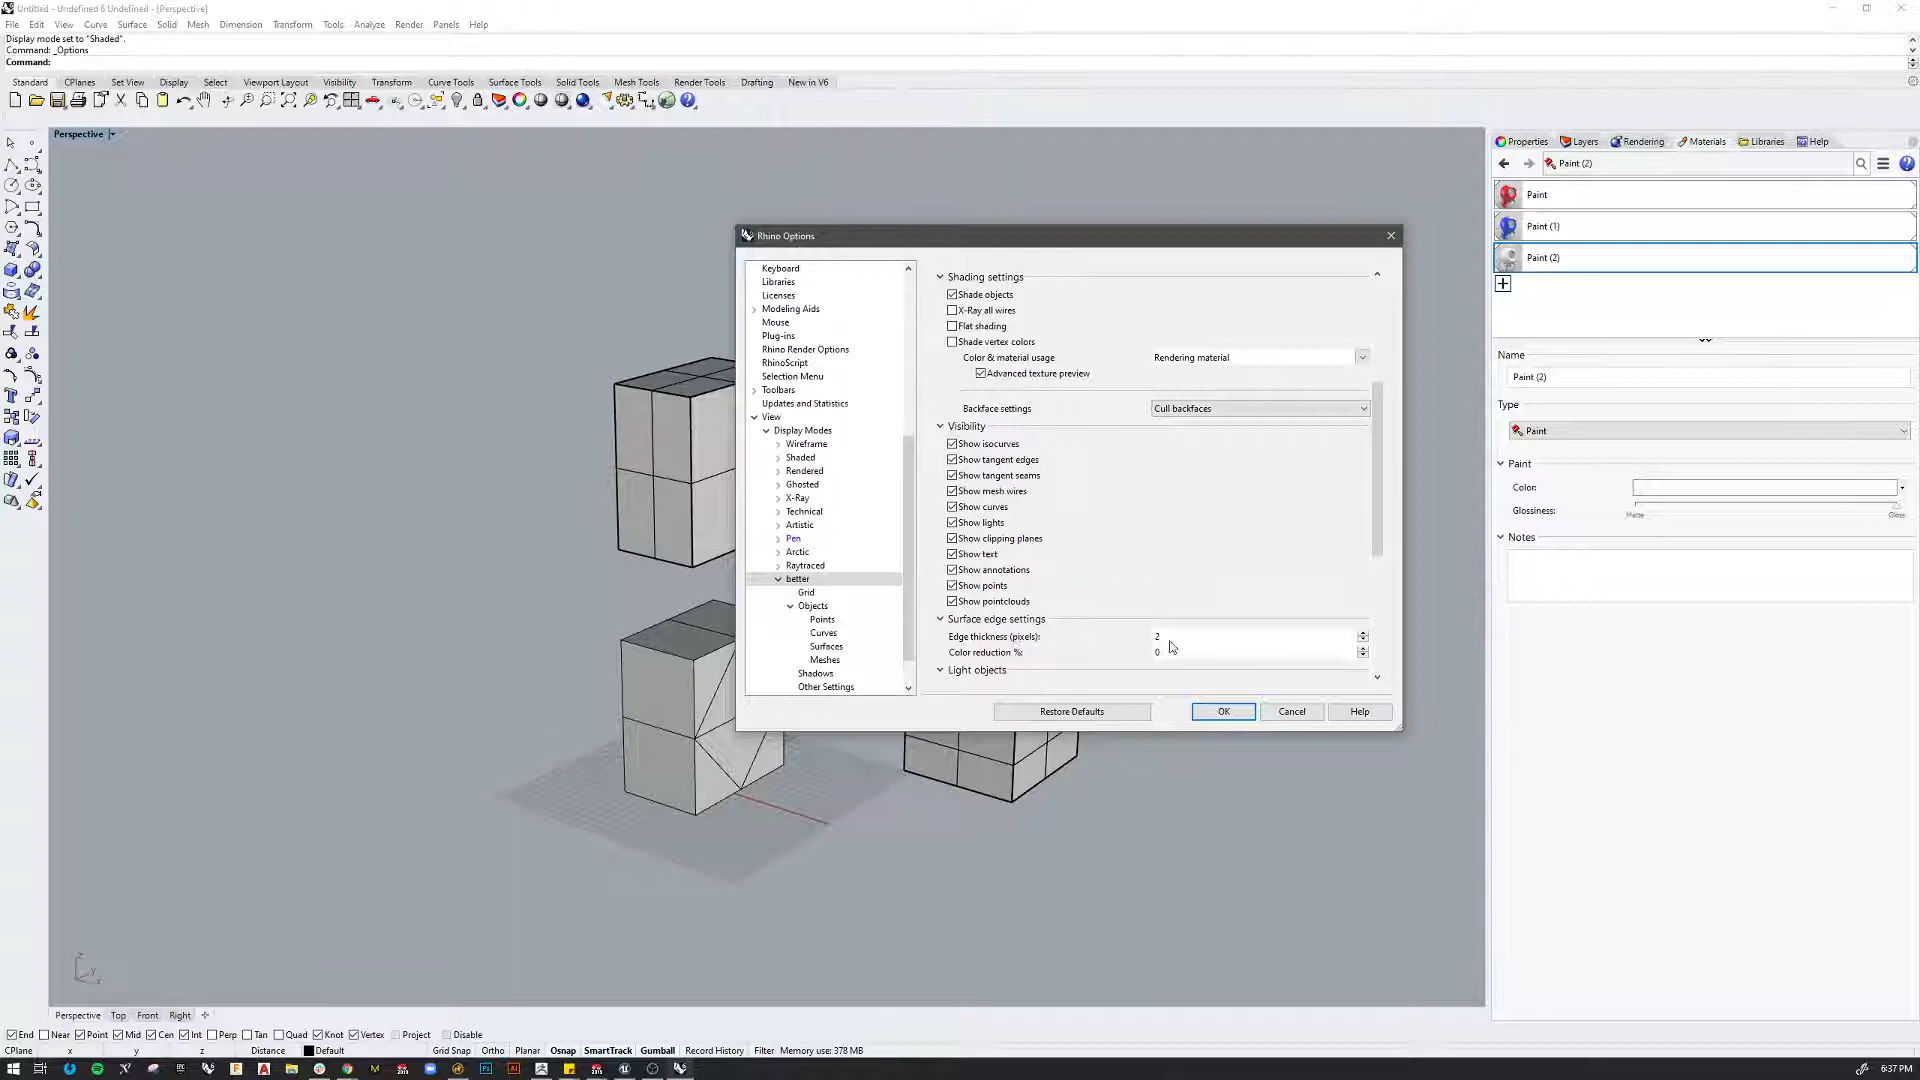 Untitled - Undefined 6 Undefined - [Perspective]
File Edit View Curve Surface Solid Mesh Dimension Transform Tools Analyze Render Panels Help
Display mode set to "Shaded".
Command: _Options
Command:
Standard CPlanes Set View Display Select Viewport Layout Visibility Transform Curve Tools Surface Tools Solid Tools Mesh Tools Render Tools Drafting New in V6
Perspective
Properties Layers Rendering Materials Libraries Help
Paint (2)
Paint
Paint (1)
Paint (2)
Name
Paint (2)
Type
Paint
Paint
Color:
Glossiness:
Matte Gloss
Notes
Rhino Options
Keyboard
Libraries
Licenses
Modeling Aids
Mouse
Plug-ins
Rhino Render Options
RhinoScript
Selection Menu
Toolbars
Updates and Statistics
View
Display Modes
Wireframe
Shaded
Rendered
Ghosted
X-Ray
Technical
Artistic
Pen
Arctic
Raytraced
better
Grid
Objects
Points
Curves
Surfaces
Meshes
Shadows
Other Settings
Shading settings
Shade objects
X-Ray all wires
Flat shading
Shade vertex colors
Color & material usage Rendering material
Advanced texture preview
Backface settings Cull backfaces
Visibility
Show isocurves
Show tangent edges
Show tangent seams
Show mesh wires
Show curves
Show lights
Show clipping planes
Show text
Show annotations
Show points
Show pointclouds
Surface edge settings
Edge thickness (pixels): 2
Color reduction %: 0
Light objects
Restore Defaults OK Cancel Help
z
y
x
Perspective Top Front Right
End Near Point Mid Cen Int Perp Tan Quad Knot Vertex Project Disable
CPlane x y z Distance Default Grid Snap Ortho Planar Osnap SmartTrack Gumball Record History Filter Memory use: 378 MB
6:37 PM